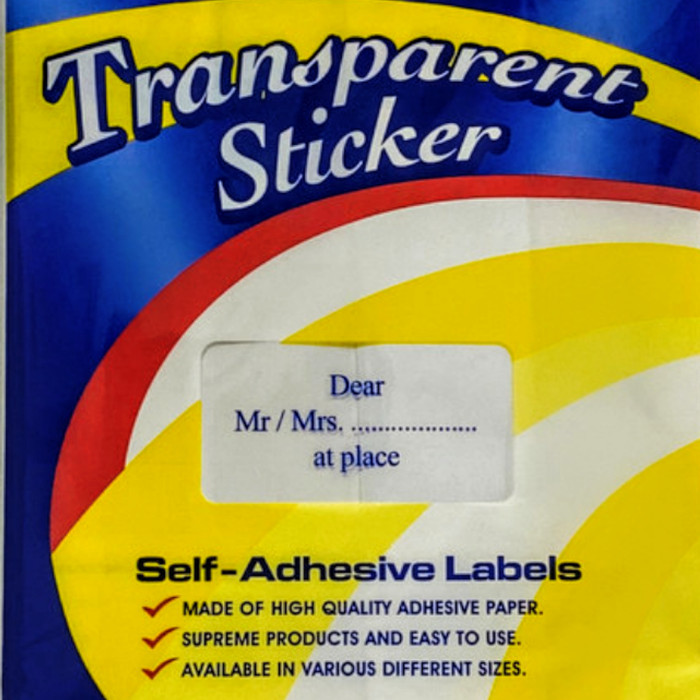 Transparent
Sticker
Dear
Mr / Mrs. ...................
at place
Self-Adhesive Labels
MADE OF HIGH QUALITY ADHESIVE PAPER.
SUPREME PRODUCTS AND EASY TO USE.
AVAILABLE IN VARIOUS DIFFERENT SIZES.